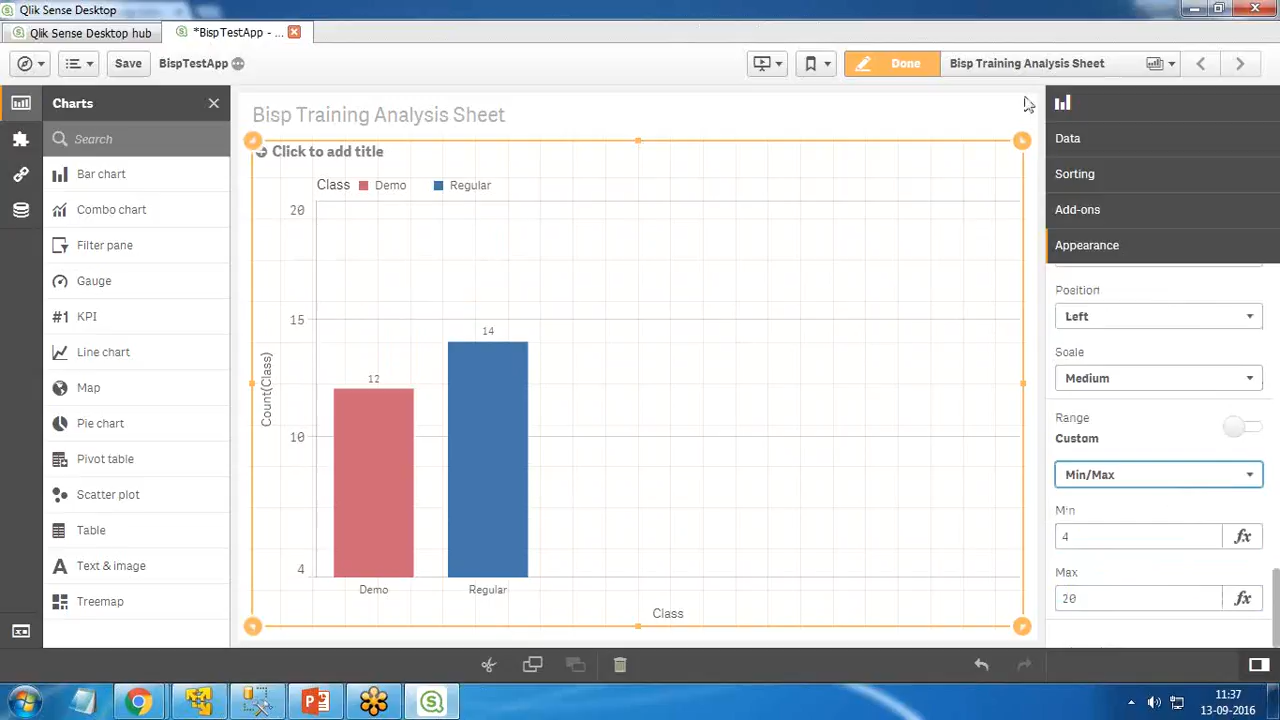 Qlik Sense Desktop
Qlik Sense Desktop hub
*BispTestApp - ...
Save
BispTestApp
Done
Bisp Training Analysis Sheet
Charts
Search
Bar chart
Combo chart
Filter pane
Gauge
#1 KPI
Line chart
Map
Pie chart
Pivot table
Scatter plot
Table
A Text & image
Treemap
Bisp Training Analysis Sheet
Click to add title
Class Demo Regular
20
15
10
4
Count(Class)
12
14
Demo
Regular
Class
Data
Sorting
Add-ons
Appearance
Position
Left
Scale
Medium
Range
Custom
Min/Max
Min
4
fx
Max
20
fx
11:37
13-09-2016